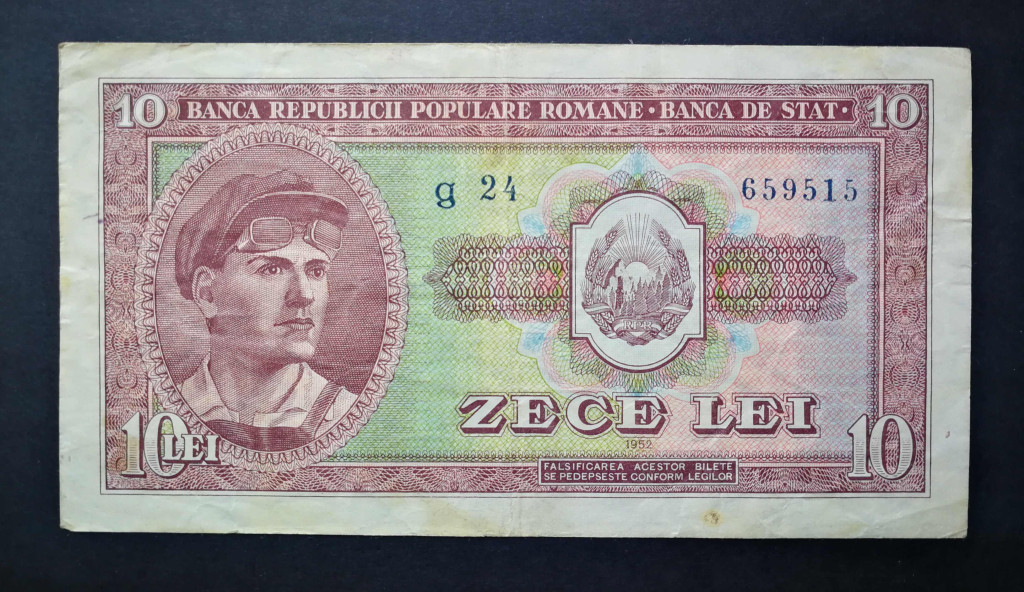 10 BANCA REPUBLICII POPULARE ROMANE · BANCA DE STAT · 10
g 24 659515
RPR
ZECE LEI
1952
10 LEI 10
FALSIFICAREA ACESTOR BILETE
SE PEDEPSESTE CONFORM LEGILOR